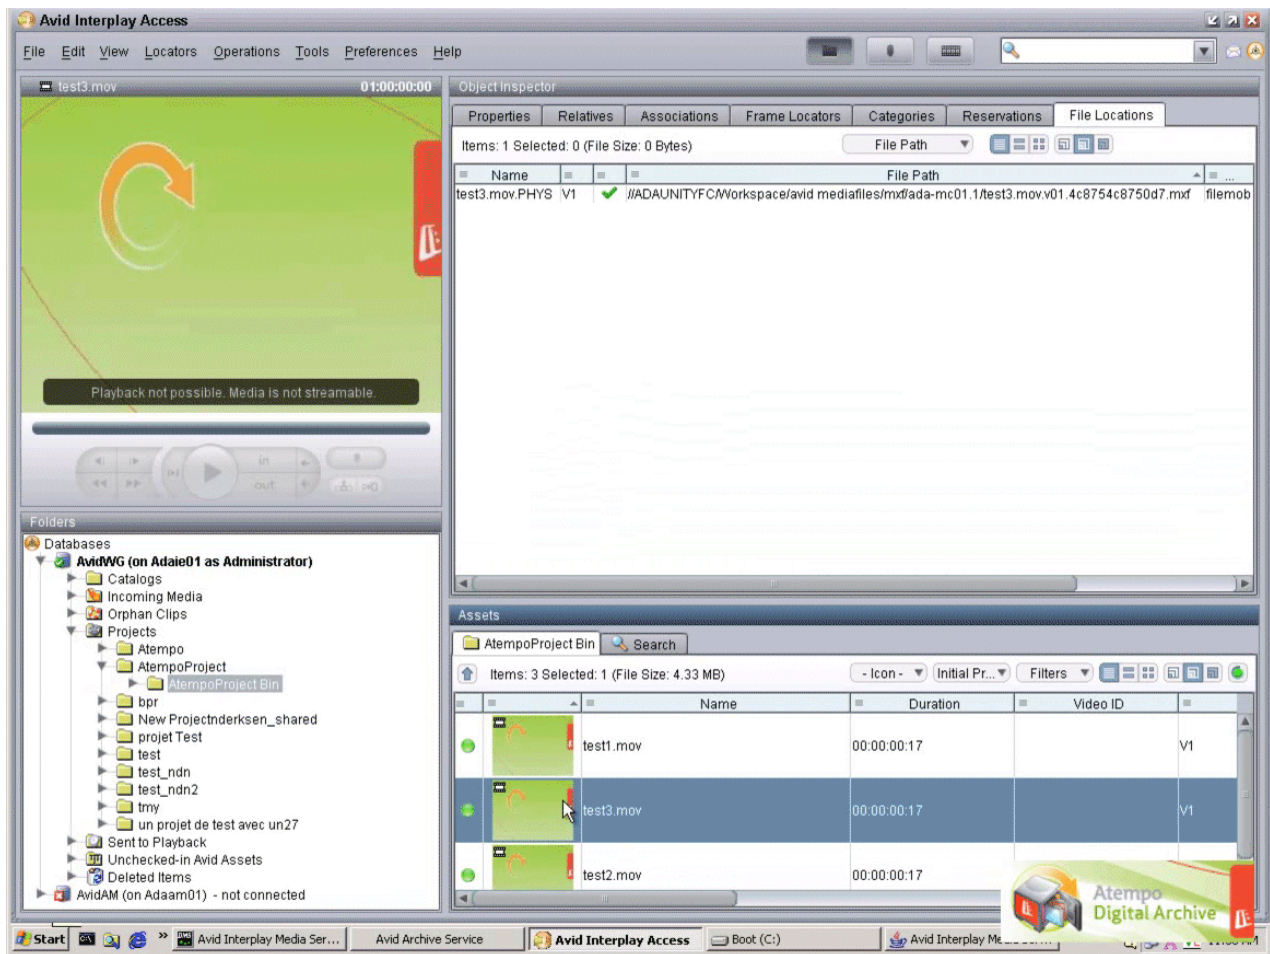 Avid Interplay Access
File Edit View Locators Operations Tools Preferences Help
test3.mov 01:00:00:00
Playback not possible. Media is not streamable.
in
out
Object Inspector
Properties Relatives Associations Frame Locators Categories Reservations File Locations
Items: 1 Selected: 0 (File Size: 0 Bytes) File Path
Name File Path ...
test3.mov.PHYS V1 //ADAUNITYFC/Workspace/avid mediafiles/mxf/ada-mc01.1/test3.mov.v01.4c8754c8750d7.mxf filemob
Folders
Databases
AvidWG (on Adaie01 as Administrator)
Catalogs
Incoming Media
Orphan Clips
Projects
Atempo
AtempoProject
AtempoProject Bin
bpr
New Projectnderksen_shared
projet Test
test
test_ndn
test_ndn2
tmy
un projet de test avec un27
Sent to Playback
Unchecked-in Avid Assets
Deleted Items
AvidAM (on Adaam01) - not connected
Assets
AtempoProject Bin Search
Items: 3 Selected: 1 (File Size: 4.33 MB) - Icon - Initial Pr... Filters
Name Duration Video ID
test1.mov 00:00:00:17 V1
test3.mov 00:00:00:17 V1
test2.mov 00:00:00:17
Atempo
Digital Archive
Start » Avid Interplay Media Ser... Avid Archive Service Avid Interplay Access Boot (C:) Avid Interplay